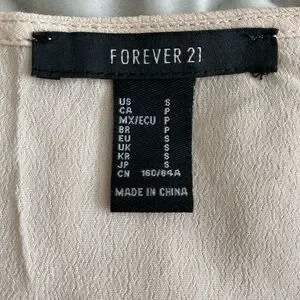 FOREVER 21
US S
CA P
MX/ECU P
BR P
EU S
UK S
KR S
JP S
CN 160/84A
MADE IN CHINA